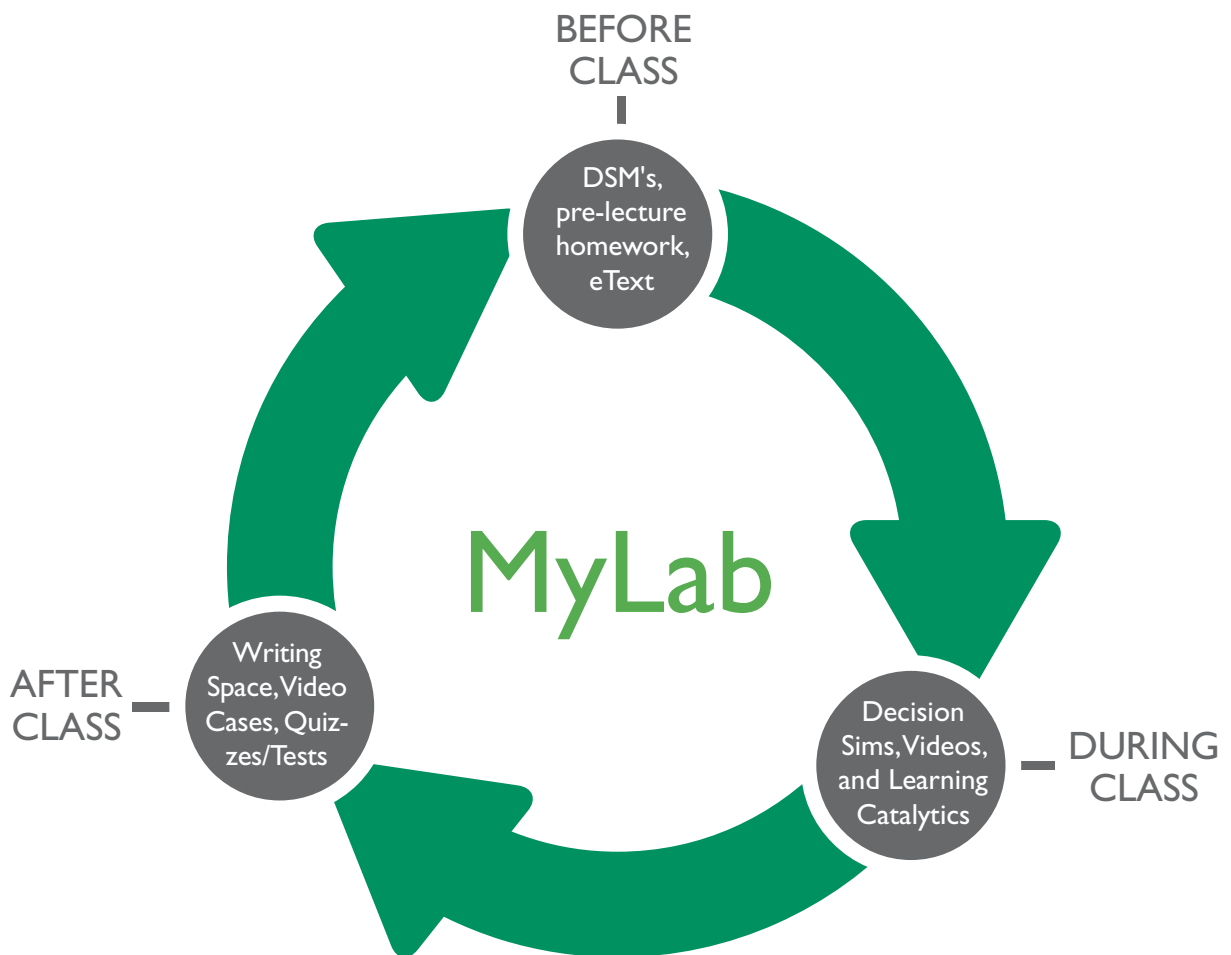 BEFORE
CLASS
DSM's,
pre-lecture
homework,
eText
MyLab
AFTER
CLASS
Writing
Space, Video
Cases, Quiz-
zes/Tests
Decision
Sims, Videos,
and Learning
Catalytics
DURING
CLASS